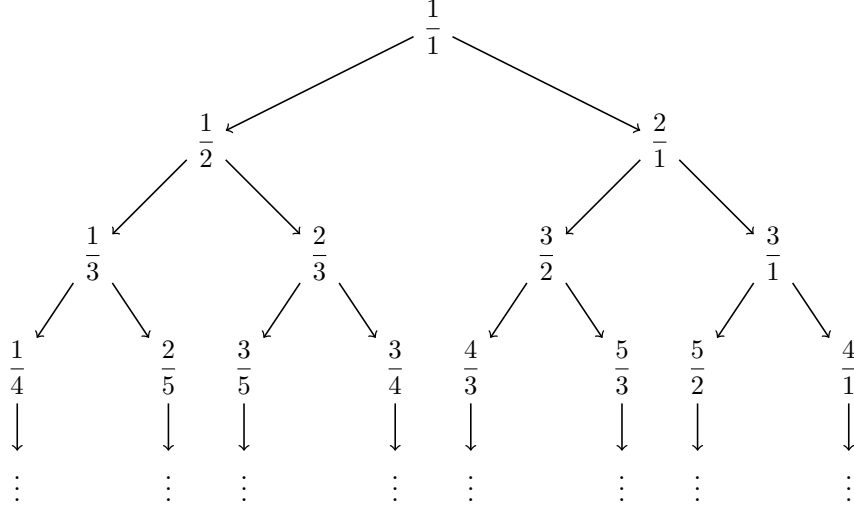 1/1
1/2 2/1
1/3 2/3 3/2 3/1
1/4 2/5 3/5 3/4 4/3 5/3 5/2 4/1
⋮ ⋮ ⋮ ⋮ ⋮ ⋮ ⋮ ⋮